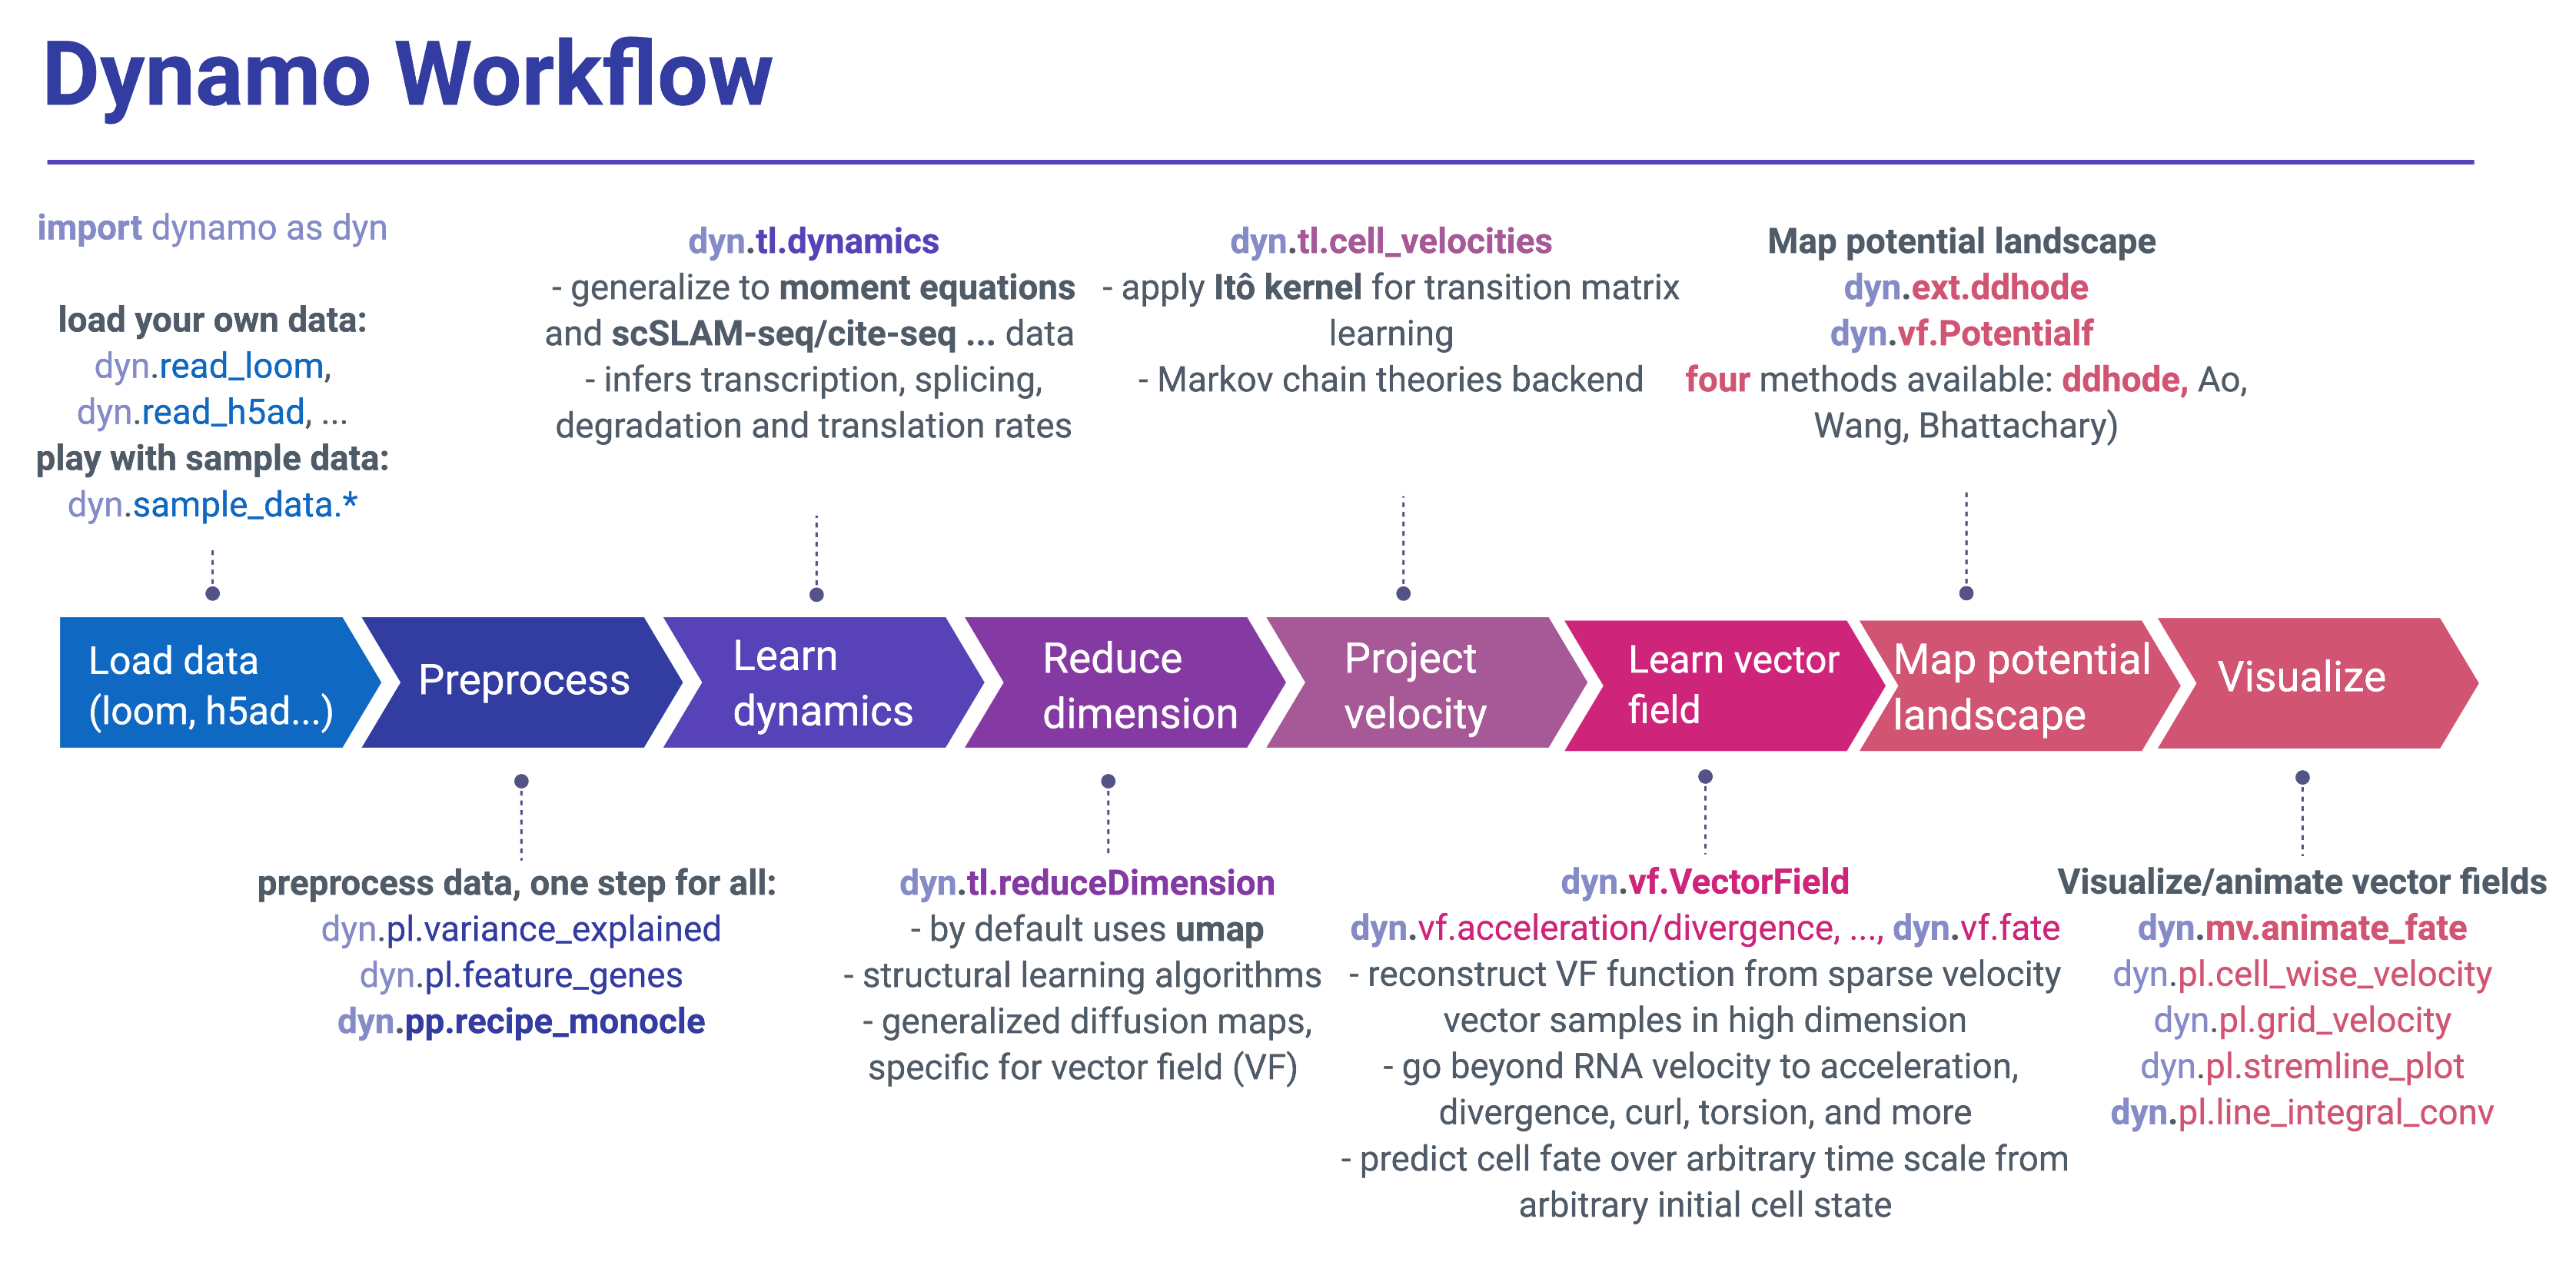 Dynamo Workflow
import dynamo as dyn
load your own data:
dyn.read_loom,
dyn.read_h5ad, ...
play with sample data:
dyn.sample_data.*
dyn.tl.dynamics
- generalize to moment equations
and scSLAM-seq/cite-seq ... data
- infers transcription, splicing,
degradation and translation rates
dyn.tl.cell_velocities
- apply Itô kernel for transition matrix
learning
- Markov chain theories backend
Map potential landscape
dyn.ext.ddhode
dyn.vf.Potentialf
four methods available: ddhode, Ao,
Wang, Bhattachary)
Load data
(loom, h5ad...)
Preprocess
Learn
dynamics
Reduce
dimension
Project
velocity
Learn vector
field
Map potential
landscape
Visualize
preprocess data, one step for all:
dyn.pl.variance_explained
dyn.pl.feature_genes
dyn.pp.recipe_monocle
dyn.tl.reduceDimension
- by default uses umap
- structural learning algorithms
- generalized diffusion maps,
specific for vector field (VF)
dyn.vf.VectorField
dyn.vf.acceleration/divergence, ..., dyn.vf.fate
- reconstruct VF function from sparse velocity
vector samples in high dimension
- go beyond RNA velocity to acceleration,
divergence, curl, torsion, and more
- predict cell fate over arbitrary time scale from
arbitrary initial cell state
Visualize/animate vector fields
dyn.mv.animate_fate
dyn.pl.cell_wise_velocity
dyn.pl.grid_velocity
dyn.pl.stremline_plot
dyn.pl.line_integral_conv